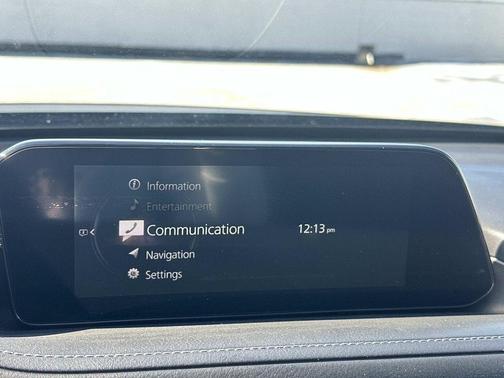 Information
Entertainment
Communication
12:13 pm
Navigation
Settings